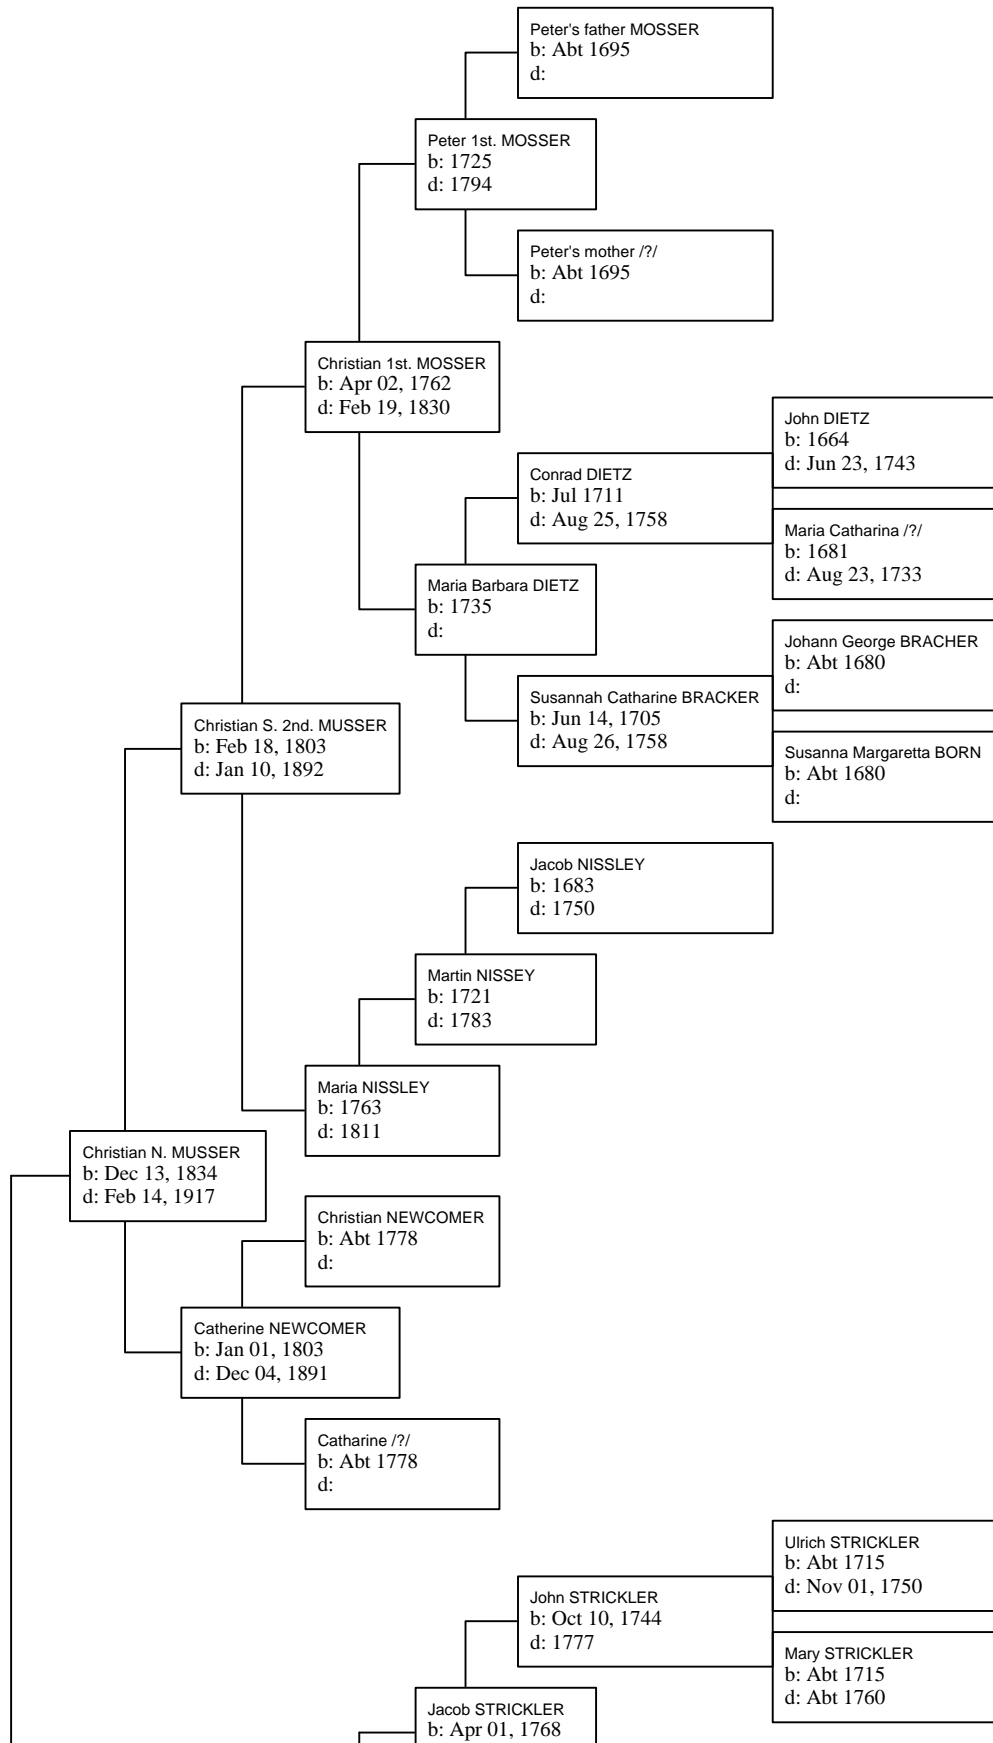 Peter's father MOSSER
b: Abt 1695
d:
Peter 1st. MOSSER
b: 1725
d: 1794
Peter's mother /?/
b: Abt 1695
d:
Christian 1st. MOSSER
b: Apr 02, 1762
d: Feb 19, 1830
John DIETZ
b: 1664
d: Jun 23, 1743
Conrad DIETZ
b: Jul 1711
d: Aug 25, 1758
Maria Catharina /?/
b: 1681
d: Aug 23, 1733
Maria Barbara DIETZ
b: 1735
d:
Johann George BRACHER
b: Abt 1680
d:
Susannah Catharine BRACKER
b: Jun 14, 1705
d: Aug 26, 1758
Christian S. 2nd. MUSSER
b: Feb 18, 1803
d: Jan 10, 1892
Susanna Margaretta BORN
b: Abt 1680
d:
Jacob NISSLEY
b: 1683
d: 1750
Martin NISSEY
b: 1721
d: 1783
Maria NISSLEY
b: 1763
d: 1811
Christian N. MUSSER
b: Dec 13, 1834
d: Feb 14, 1917
Christian NEWCOMER
b: Abt 1778
d:
Catherine NEWCOMER
b: Jan 01, 1803
d: Dec 04, 1891
Catharine /?/
b: Abt 1778
d:
Ulrich STRICKLER
b: Abt 1715
d: Nov 01, 1750
John STRICKLER
b: Oct 10, 1744
d: 1777
Mary STRICKLER
b: Abt 1715
d: Abt 1760
Jacob STRICKLER
b: Apr 01, 1768